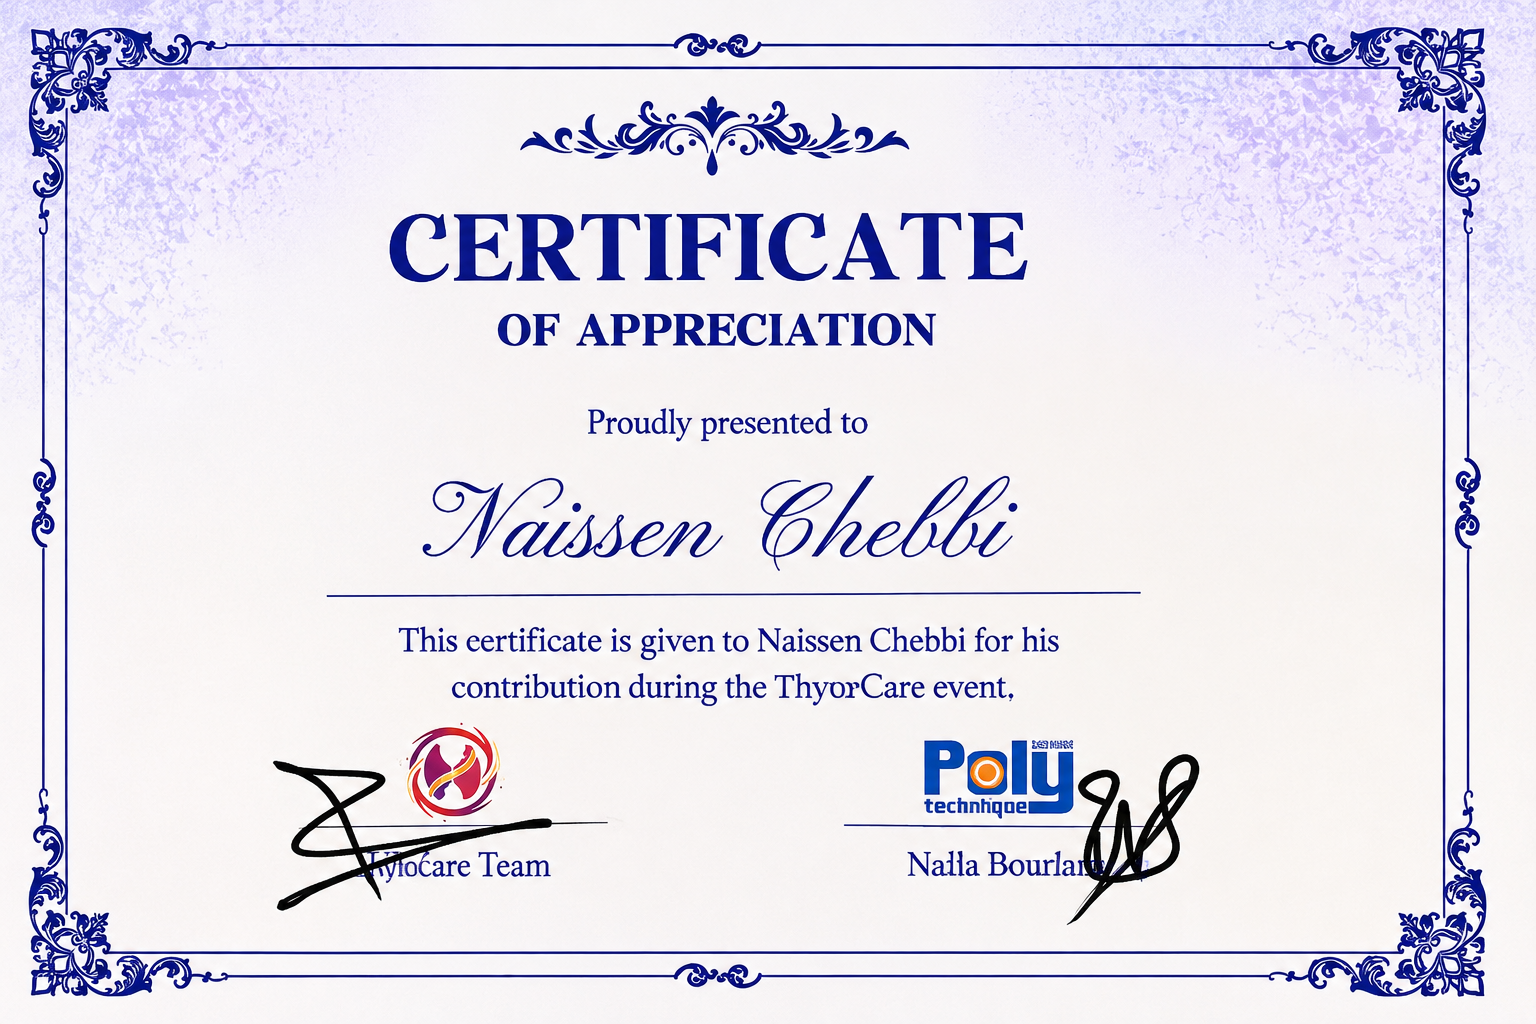 CERTIFICATE
OF APPRECIATION
Proudly presented to
Naissen Chebbi
This certificate is given to Naissen Chebbi for his
contribution during the ThyorCare event.
Poly
technhqoe
Team
Naila